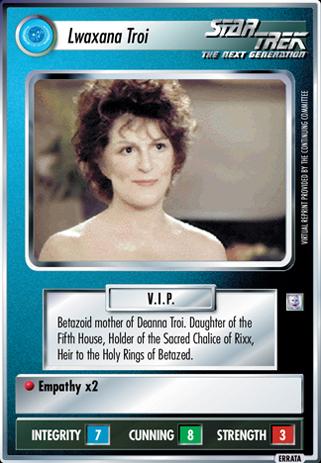 Lwaxana Troi
STAR TREK
THE NEXT GENERATION
VIRTUAL REPRINT PROVIDED BY THE CONTINUING COMMITTEE
V.I.P.
Betazoid mother of Deanna Troi. Daughter of the
Fifth House, Holder of the Sacred Chalice of Rixx,
Heir to the Holy Rings of Betazed.
Empathy x2
INTEGRITY 7 CUNNING 8 STRENGTH 3
ERRATA